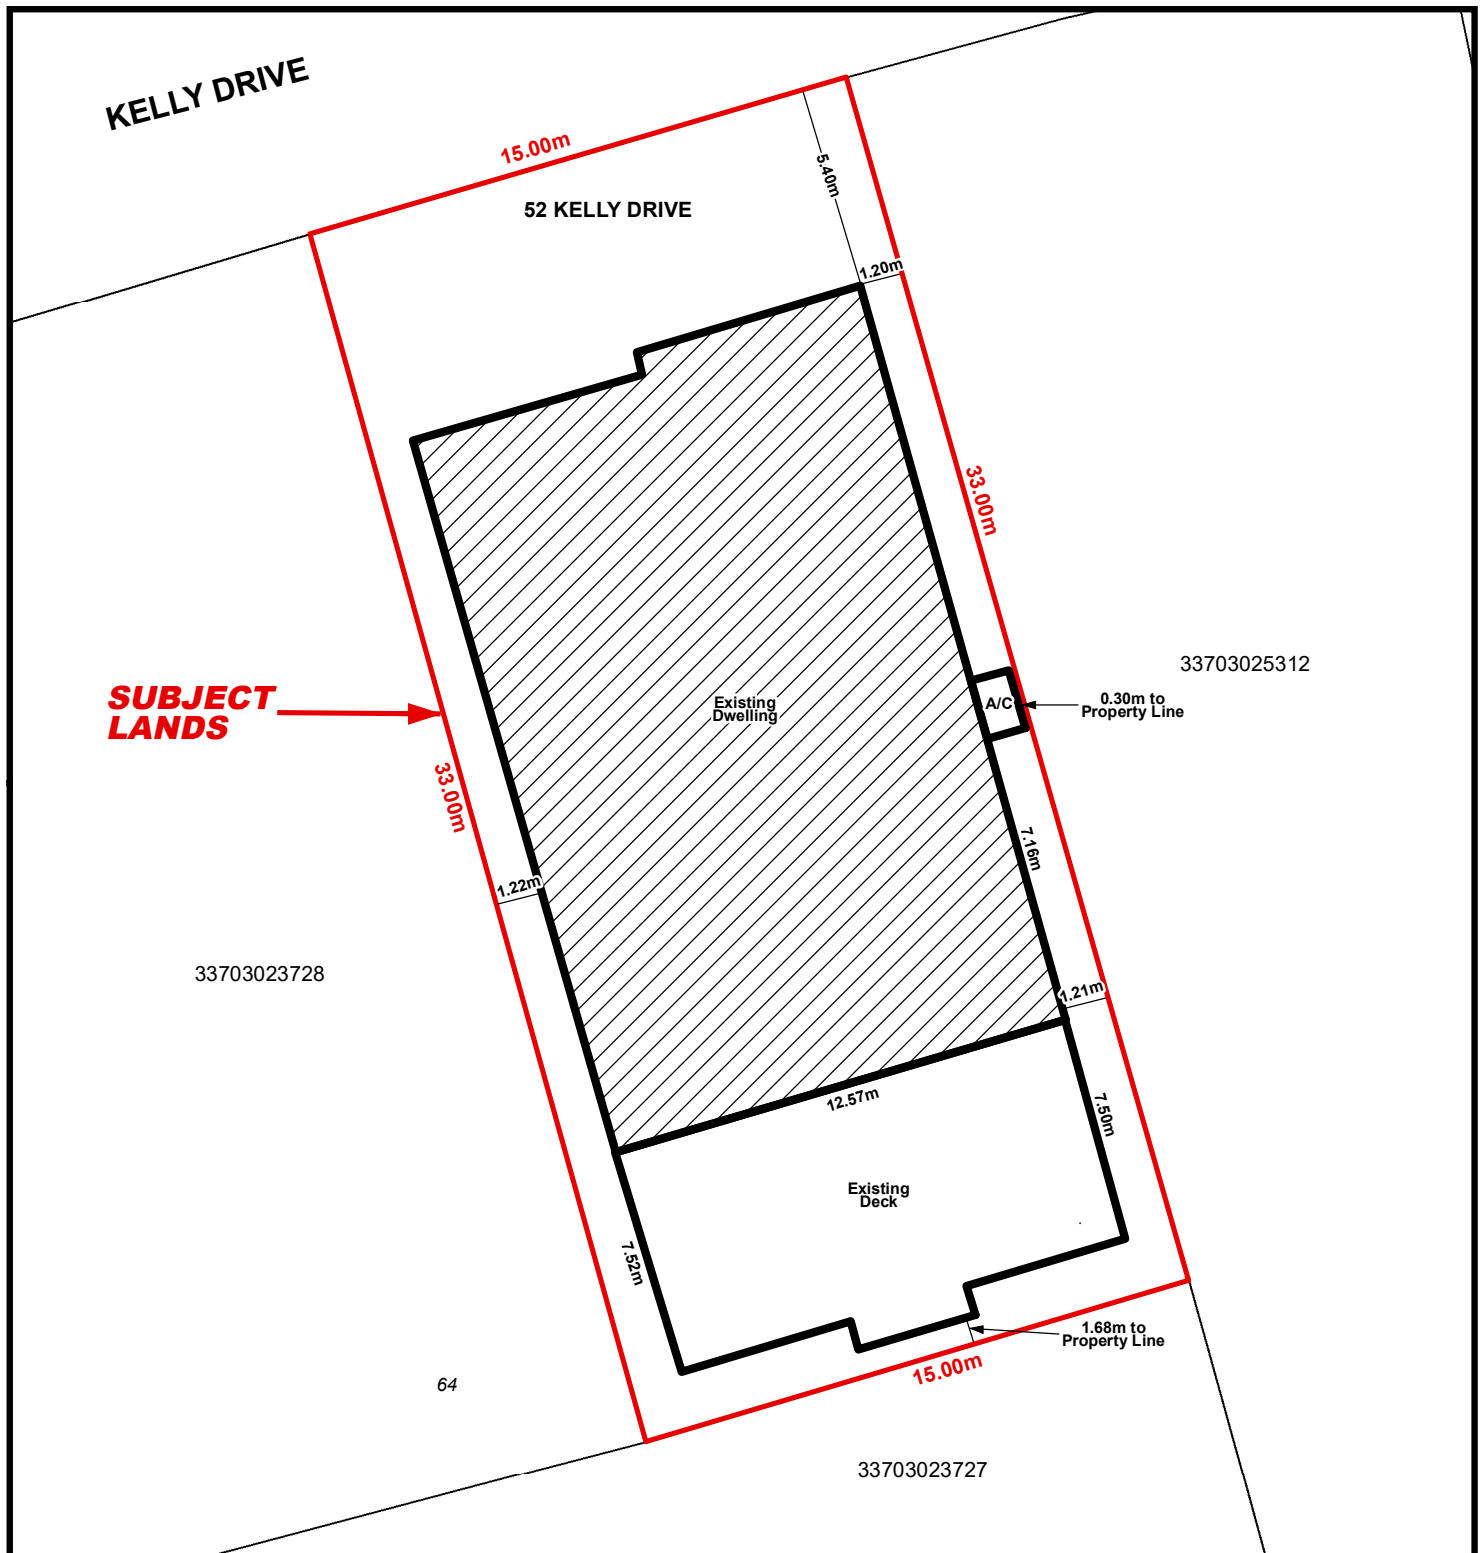 KELLY DRIVE
15.00m
5.40m
52 KELLY DRIVE
1.20m
33.00m
33703025312
SUBJECT
LANDS
Existing
Dwelling
A/C
0.30m to
Property Line
33.00m
7.16m
1.22m
33703023728
1.21m
12.57m
7.50m
Existing
Deck
7.52m
1.68m to
Property Line
15.00m
64
33703023727